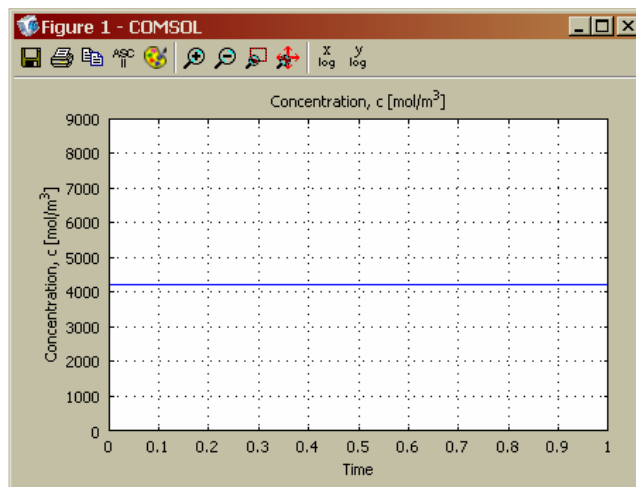 Figure 1 - COMSOL
ASC
II
x
log
y
log
Concentration, c [mol/m³]
Concentration, c [mol/m³]
9000
8000
7000
6000
5000
4000
3000
2000
1000
0
0 0.1 0.2 0.3 0.4 0.5 0.6 0.7 0.8 0.9 1
Time